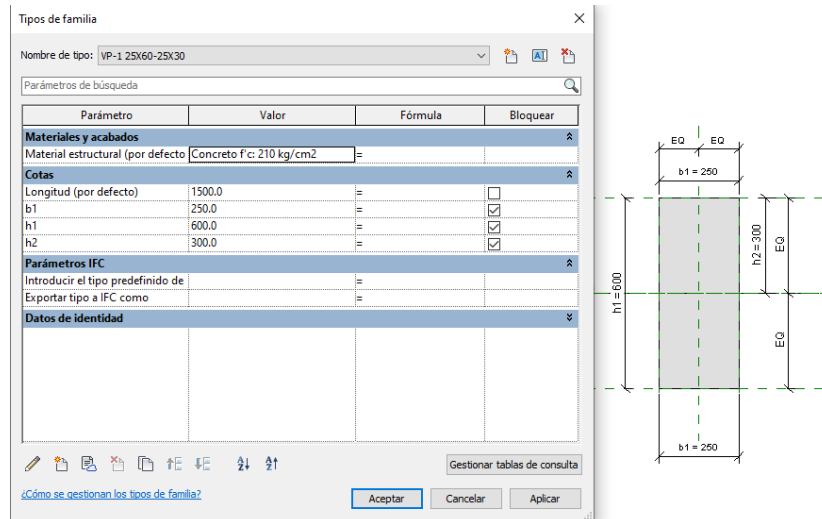 Tipos de familia
Nombre de tipo: VP-1 25X60-25X30
Parámetros de búsqueda
Parámetro Valor Fórmula Bloquear
Materiales y acabados
Material estructural (por defecto Concreto f'c: 210 kg/cm2 =
Cotas
Longitud (por defecto) 1500.0 =
b1 250.0 =
h1 600.0 =
h2 300.0 =
Parámetros IFC
Introducir el tipo predefinido de =
Exportar tipo a IFC como =
Datos de identidad
Gestionar tablas de consulta
¿Cómo se gestionan los tipos de familia?
Aceptar Cancelar Aplicar
EQ EQ
b1 = 250
h1 = 600
h2 = 300
EQ
EQ
b1 = 250